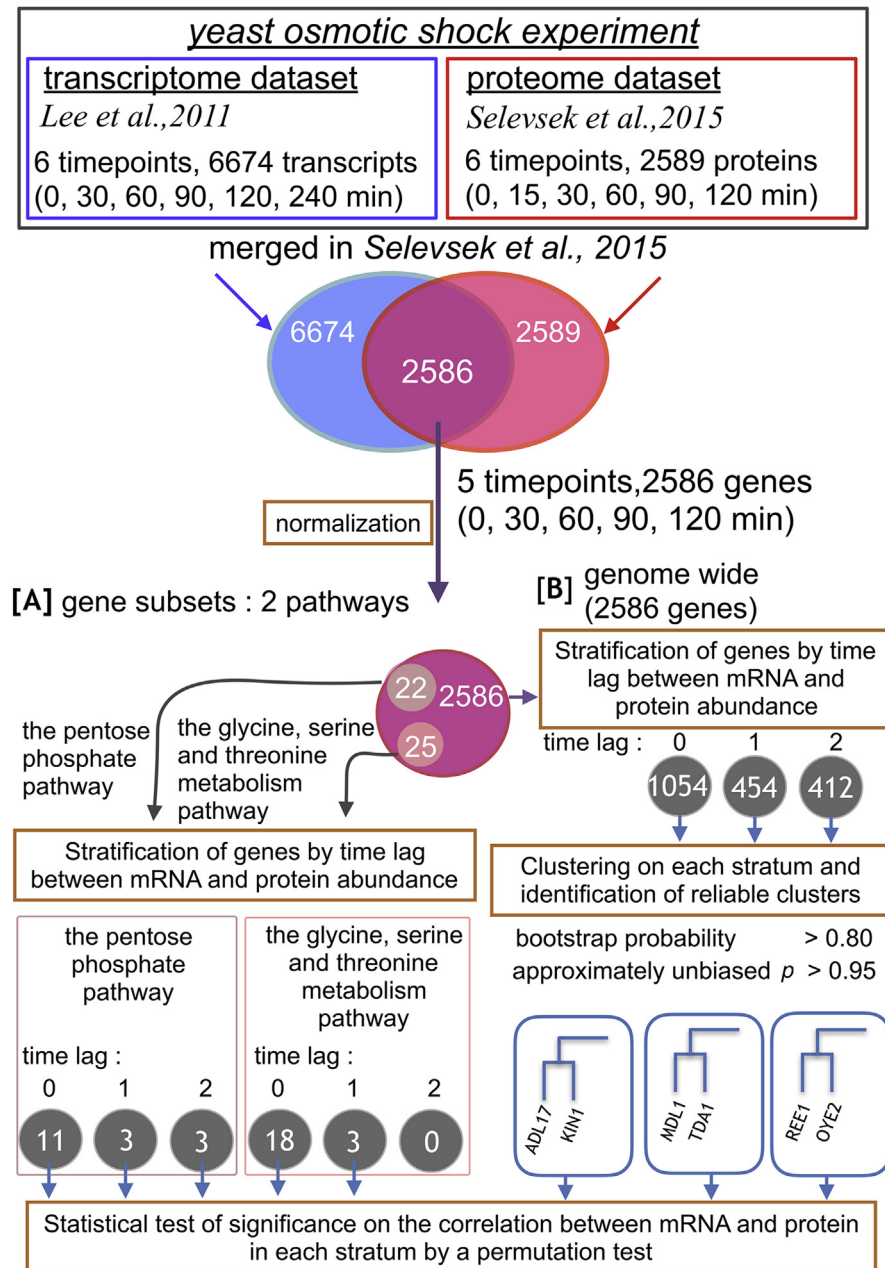 yeast osmotic shock experiment
transcriptome dataset
Lee et al.,2011
6 timepoints, 6674 transcripts
(0, 30, 60, 90, 120, 240 min)
proteome dataset
Selevsek et al.,2015
6 timepoints, 2589 proteins
(0, 15, 30, 60, 90, 120 min)
merged in Selevsek et al., 2015
6674
2586
2589
5 timepoints,2586 genes
(0, 30, 60, 90, 120 min)
normalization
[A] gene subsets : 2 pathways
22
2586
25
the pentose
phosphate
pathway
the glycine, serine
and threonine
metabolism
pathway
Stratification of genes by time lag
between mRNA and protein abundance
the pentose
phosphate
pathway
time lag :
0 1 2
11 3 3
the glycine, serine
and threonine
metabolism
pathway
time lag :
0 1 2
18 3 0
[B] genome wide
(2586 genes)
Stratification of genes by time
lag between mRNA and
protein abundance
time lag : 0 1 2
1054 454 412
Clustering on each stratum and
identification of reliable clusters
bootstrap probability > 0.80
approximately unbiased p > 0.95
ADL17
KIN1
MDL1
TDA1
REE1
OYE2
Statistical test of significance on the correlation between mRNA and protein
in each stratum by a permutation test